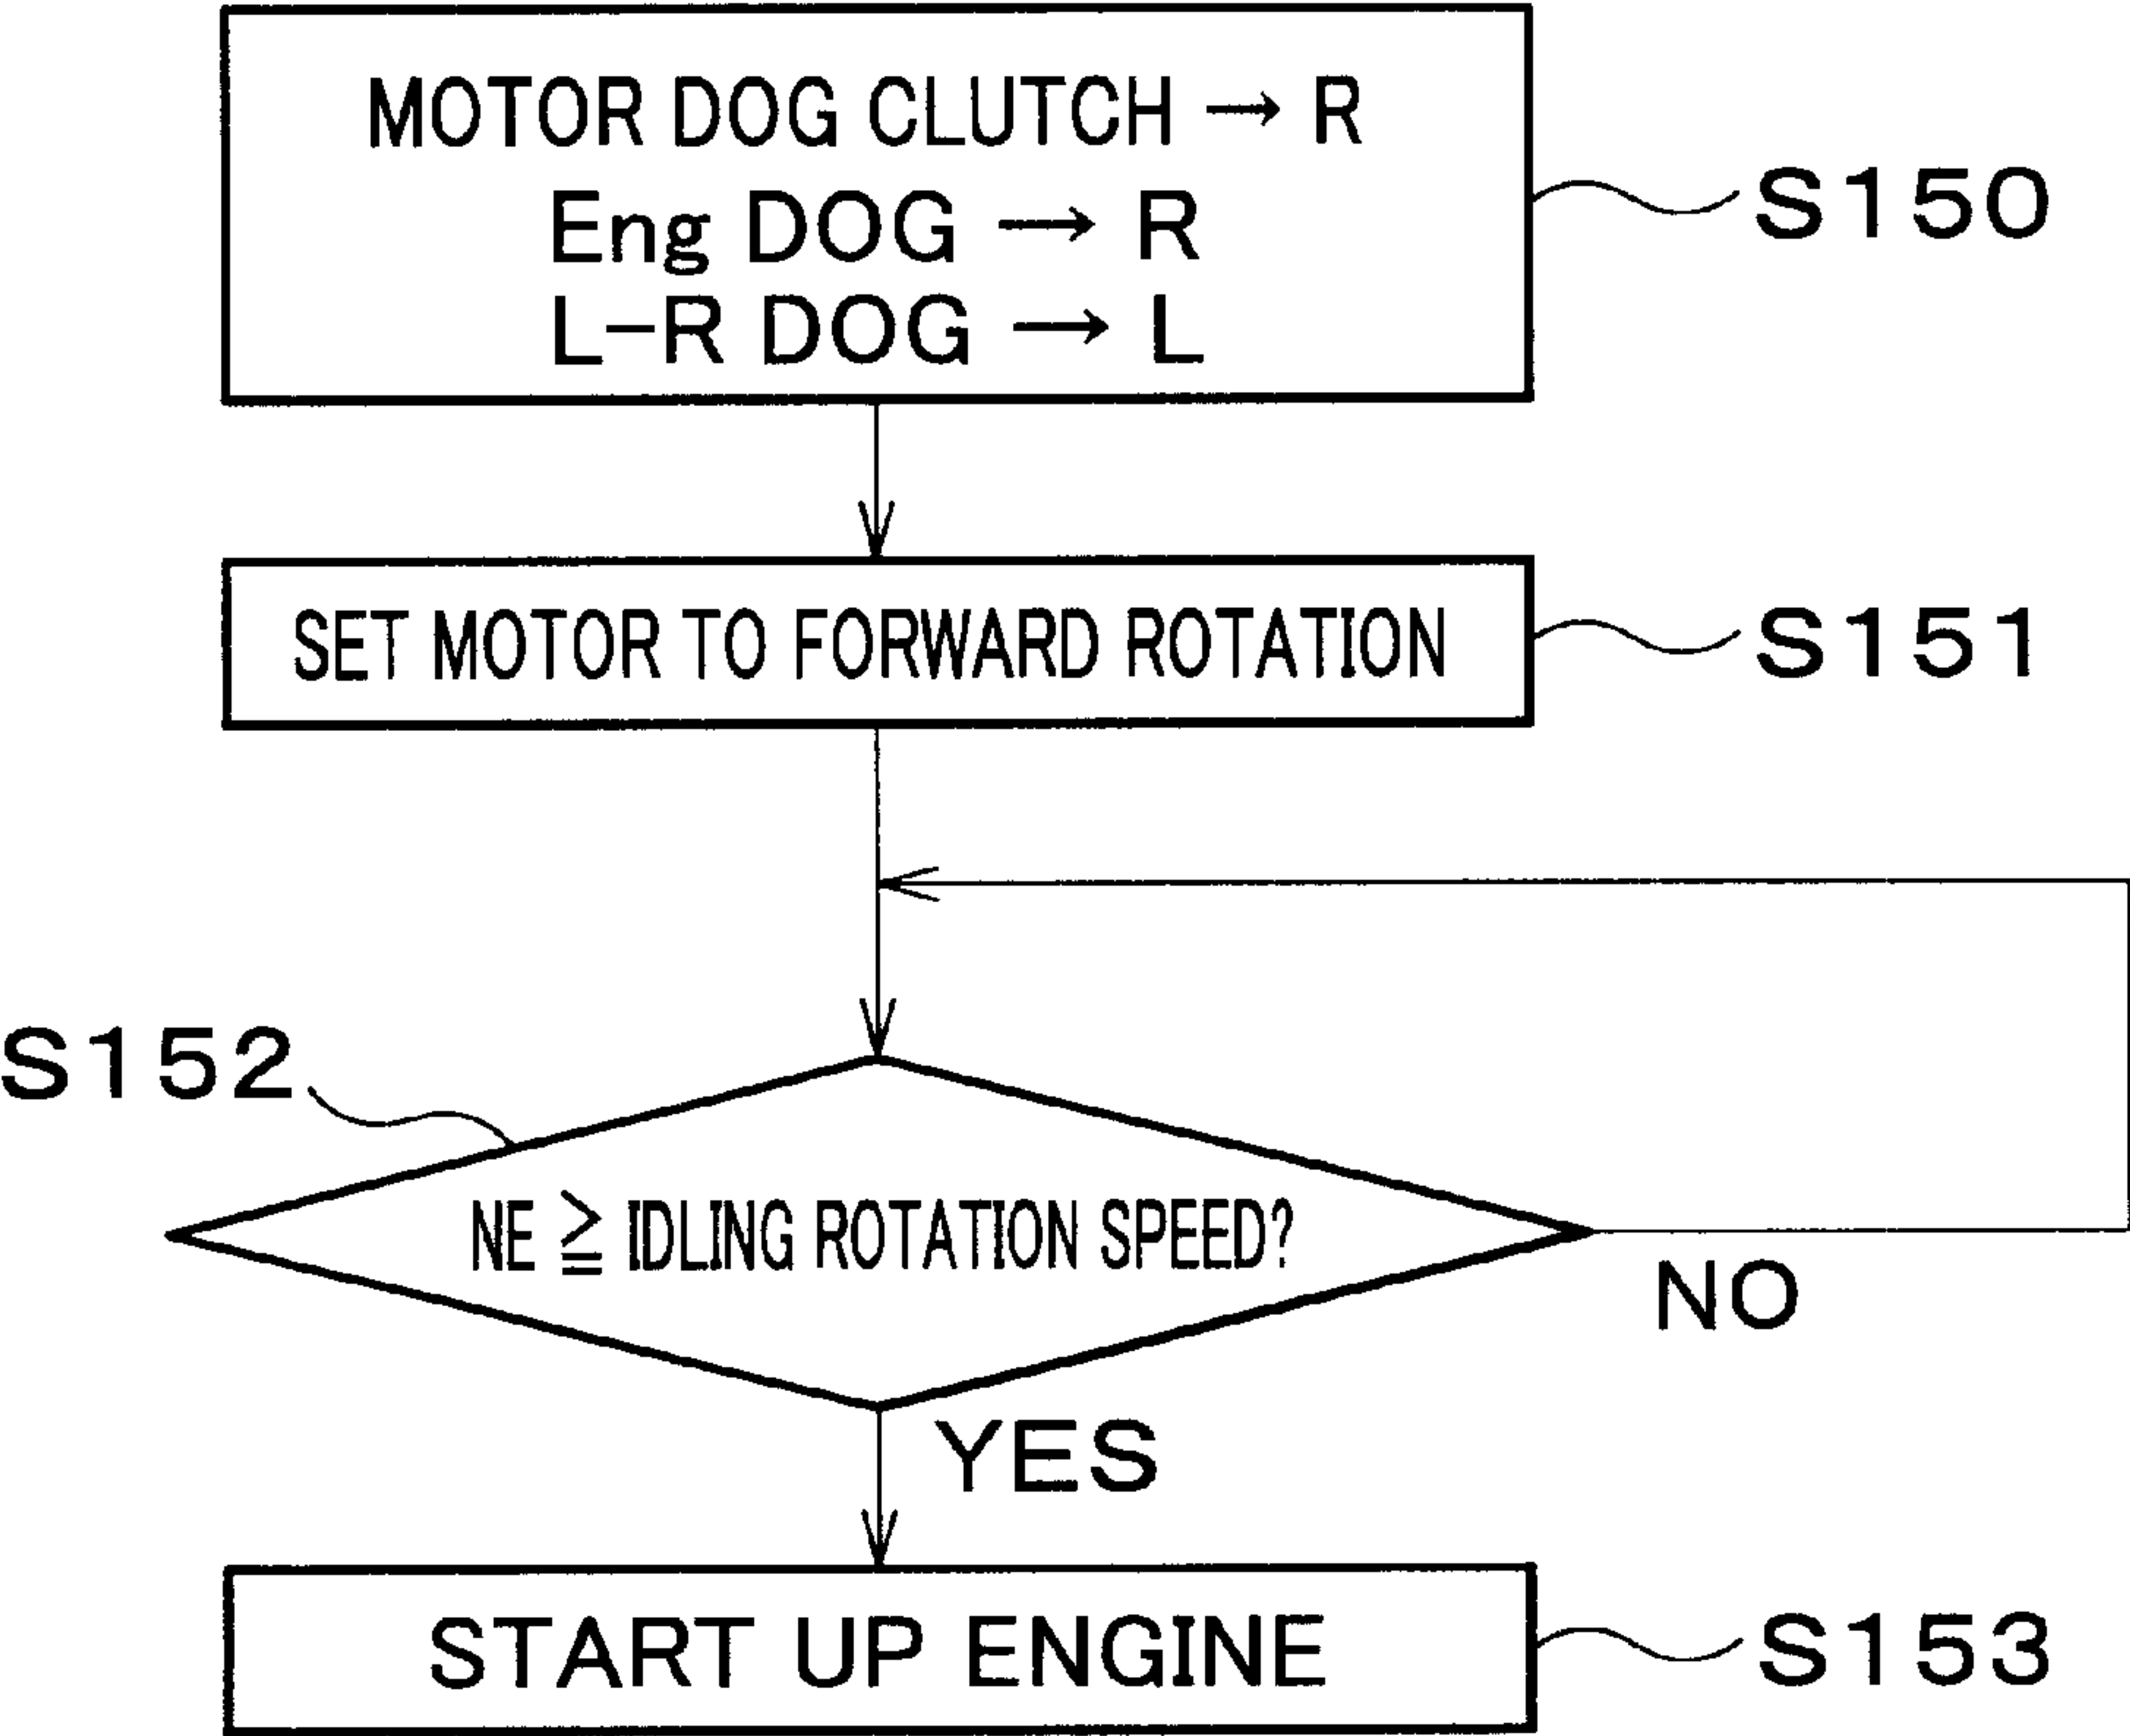 MOTOR DOG CLUTCH → R
Eng DOG → R
L-R DOG → L
S150
SET MOTOR TO FORWARD ROTATION
S151
S152
NE ≧ IDLING ROTATION SPEED?
NO
YES
START UP ENGINE
S153